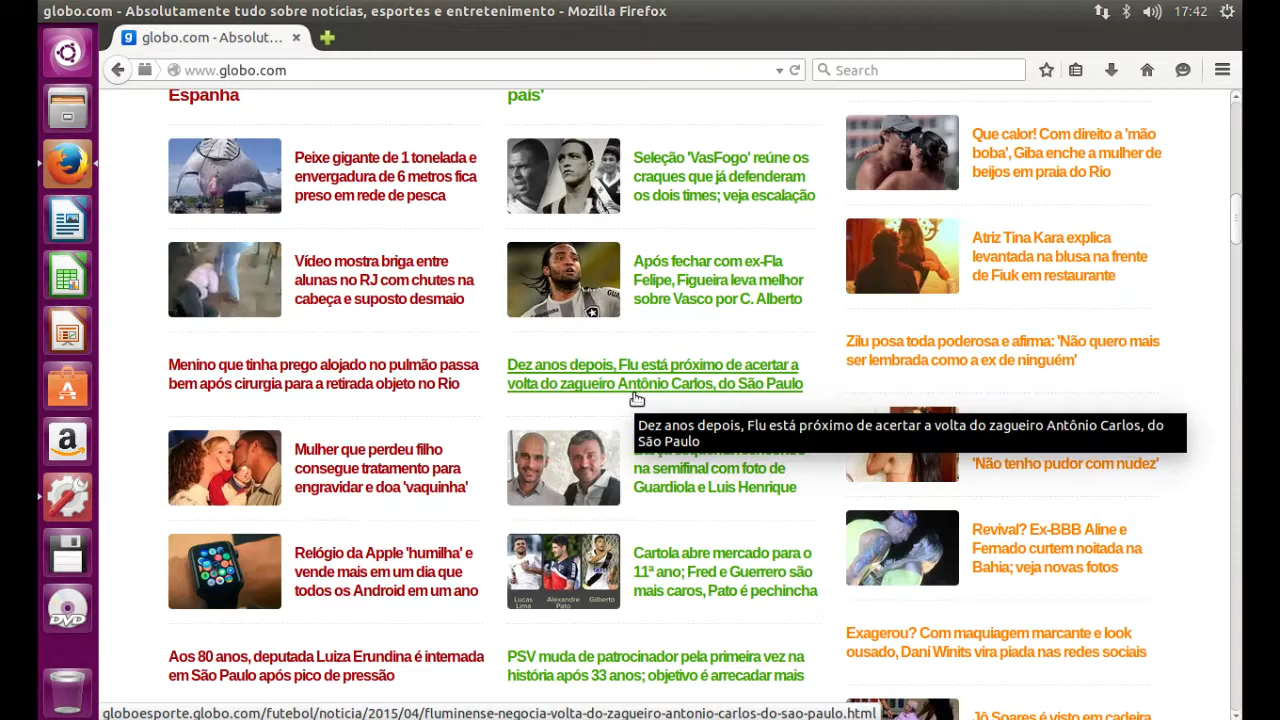 globo.com - Absolutamente tudo sobre notícias, esportes e entretenimento - Mozilla Firefox
17:42
globo.com - Absolut...
www.globo.com
Search
Espanha
Peixe gigante de 1 tonelada e
envergadura de 6 metros fica
preso em rede de pesca
Vídeo mostra briga entre
alunas no RJ com chutes na
cabeça e suposto desmaio
Menino que tinha prego alojado no pulmão passa
bem após cirurgia para a retirada objeto no Rio
Mulher que perdeu filho
consegue tratamento para
engravidar e doa 'vaquinha'
Relógio da Apple 'humilha' e
vende mais em um dia que
todos os Android em um ano
Aos 80 anos, deputada Luiza Erundina é internada
em São Paulo após pico de pressão
país'
Seleção 'VasFogo' reúne os
craques que já defenderam
os dois times; veja escalação
Após fechar com ex-Fla
Felipe, Figueira leva melhor
sobre Vasco por C. Alberto
Dez anos depois, Flu está próximo de acertar a
volta do zagueiro Antônio Carlos, do São Paulo
Dez anos depois, Flu está próximo de acertar a volta do zagueiro Antônio Carlos, do
São Paulo
na semifinal com foto de
Guardiola e Luis Henrique
Lucas Lima
Alexandre Pato
Gilberto
Cartola abre mercado para o
11ª ano; Fred e Guerrero são
mais caros, Pato é pechincha
PSV muda de patrocinador pela primeira vez na
história após 33 anos; objetivo é arrecadar mais
Que calor! Com direito a 'mão
boba', Giba enche a mulher de
beijos em praia do Rio
Atriz Tina Kara explica
levantada na blusa na frente
de Fiuk em restaurante
Zilu posa toda poderosa e afirma: 'Não quero mais
ser lembrada como a ex de ninguém'
'Não tenho pudor com nudez'
Revival? Ex-BBB Aline e
Fernado curtem noitada na
Bahia; veja novas fotos
Exagerou? Com maquiagem marcante e look
ousado, Dani Winits vira piada nas redes sociais
Jô Soares é visto em cadeira
DVD
globoesporte.globo.com/futebol/noticia/2015/04/fluminense-negocia-volta-do-zagueiro-antonio-carlos-do-sao-paulo.html